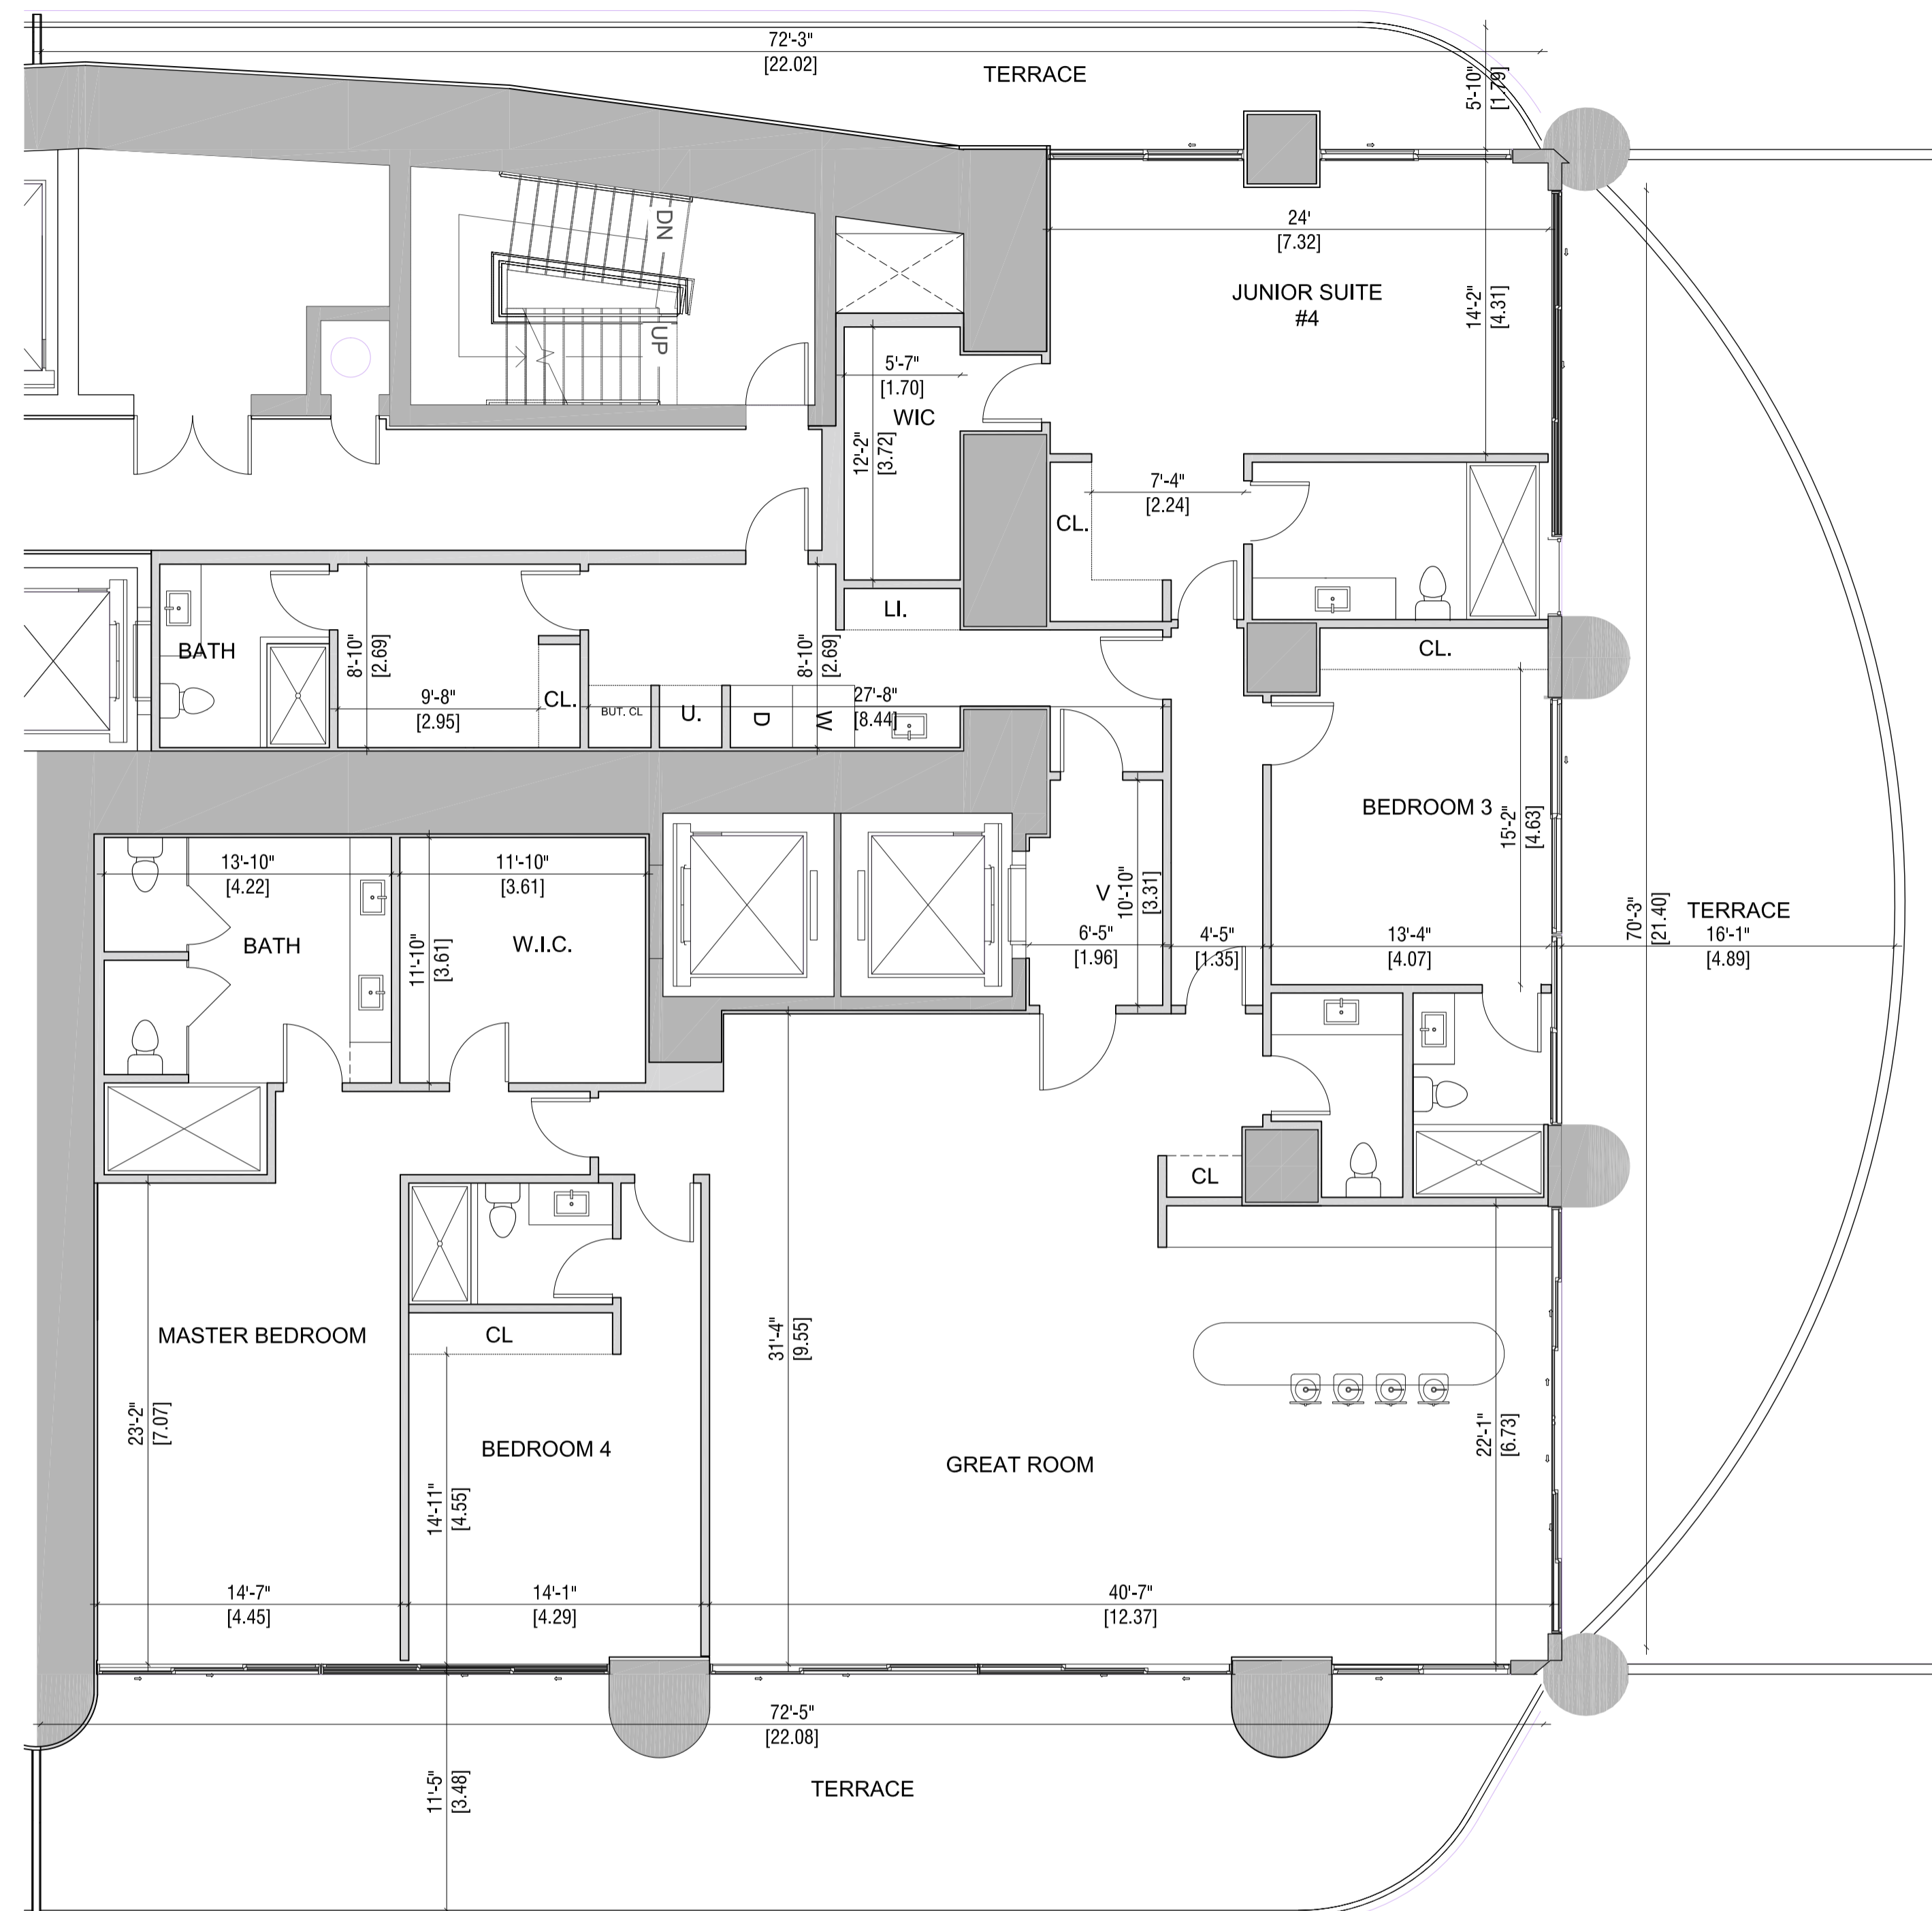 72'-3"
[22.02]
TERRACE
5'-10"
[1.79]
DN
UP
24'
[7.32]
JUNIOR SUITE
#4
14'-2"
[4.31]
5'-7"
[1.70]
WIC
12'-2"
[3.72]
7'-4"
[2.24]
CL.
LI.
CL.
BATH
8'-10"
[2.69]
9'-8"
[2.95]
CL.
BUT. CL
U.
D
W
8'-10"
[2.69]
27'-8"
[8.44]
BEDROOM 3
15'-2"
[4.63]
13'-10"
[4.22]
BATH
11'-10"
[3.61]
11'-10"
[3.61]
W.I.C.
V
10'-10"
[3.31]
6'-5"
[1.96]
4'-5"
[1.35]
13'-4"
[4.07]
70'-3"
[21.40]
TERRACE
16'-1"
[4.89]
CL
MASTER BEDROOM
23'-2"
[7.07]
CL
BEDROOM 4
14'-11"
[4.55]
31'-4"
[9.55]
GREAT ROOM
22'-1"
[6.73]
14'-7"
[4.45]
14'-1"
[4.29]
40'-7"
[12.37]
72'-5"
[22.08]
11'-5"
[3.48]
TERRACE